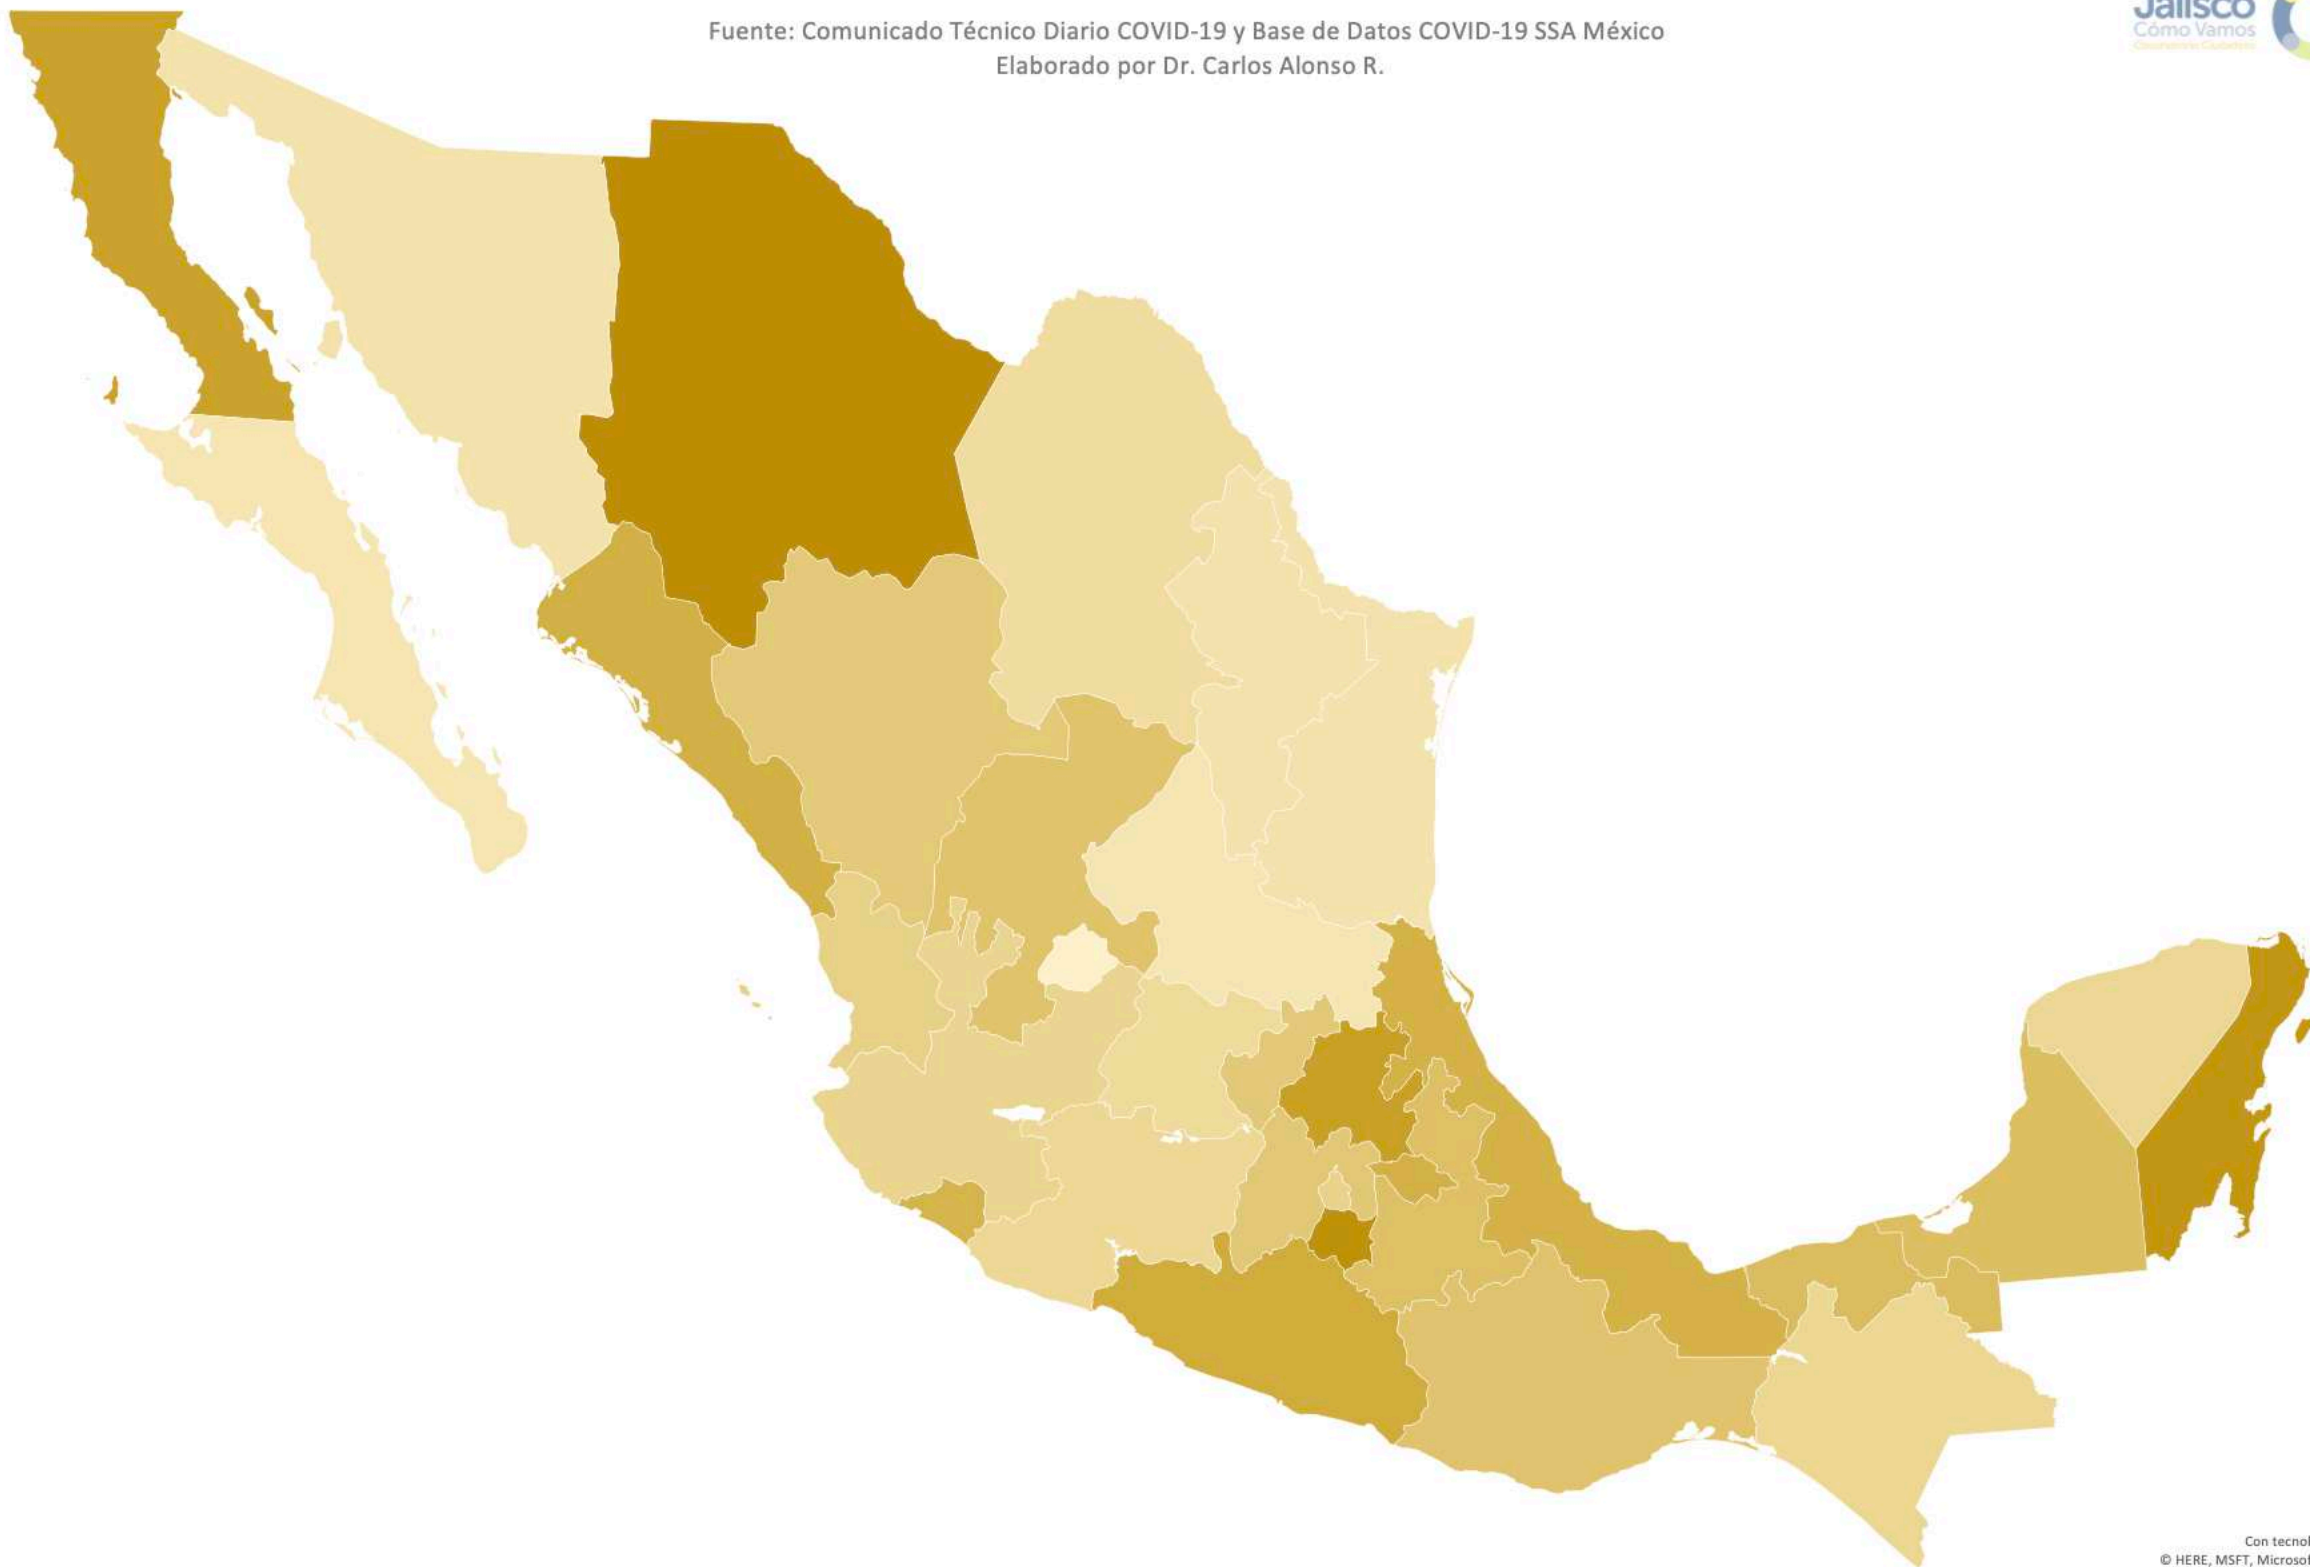 Fuente: Comunicado Técnico Diario COVID-19 y Base de Datos COVID-19 SSA México
Elaborado por Dr. Carlos Alonso R.
Jalisco
Cómo Vamos
Con tecnol
© HERE, MSFT, Microsof